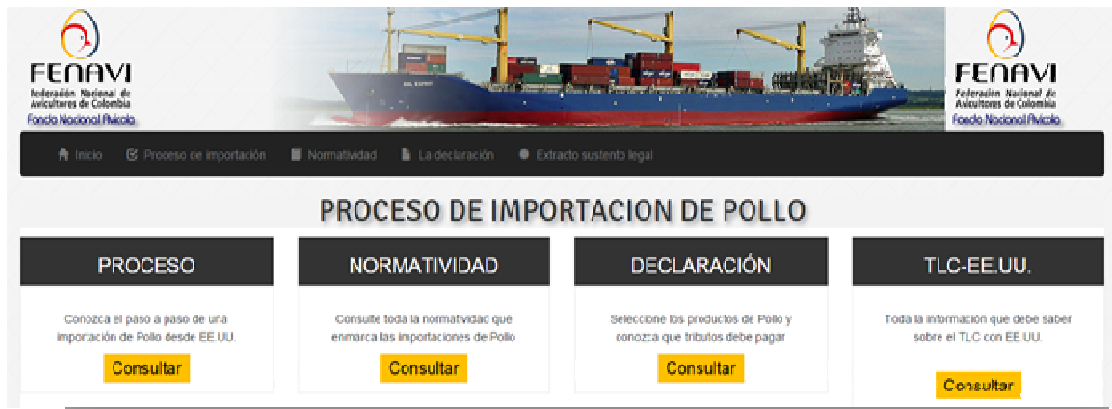 FENAVI
Federación Nacional de
Avicultores de Colombia
Fondo Nacional Avícola
FENAVI
Federación Nacional de
Avicultores de Colombia
Fondo Nacional Avícola
Inicio Proceso de importación Normatividad La declaración Extracto sustento legal
PROCESO DE IMPORTACION DE POLLO
PROCESO
Conozca el paso a paso de una
importación de Pollo desde EE.UU.
Consultar
NORMATIVIDAD
Consulte toda la normatividad que
enmarca las importaciones de Pollo
Consultar
DECLARACIÓN
Seleccione los productos de Pollo y
conozca que tributos debe pagar
Consultar
TLC-EE.UU.
Toda la información que debe saber
sobre el TLC con EE.UU.
Consultar